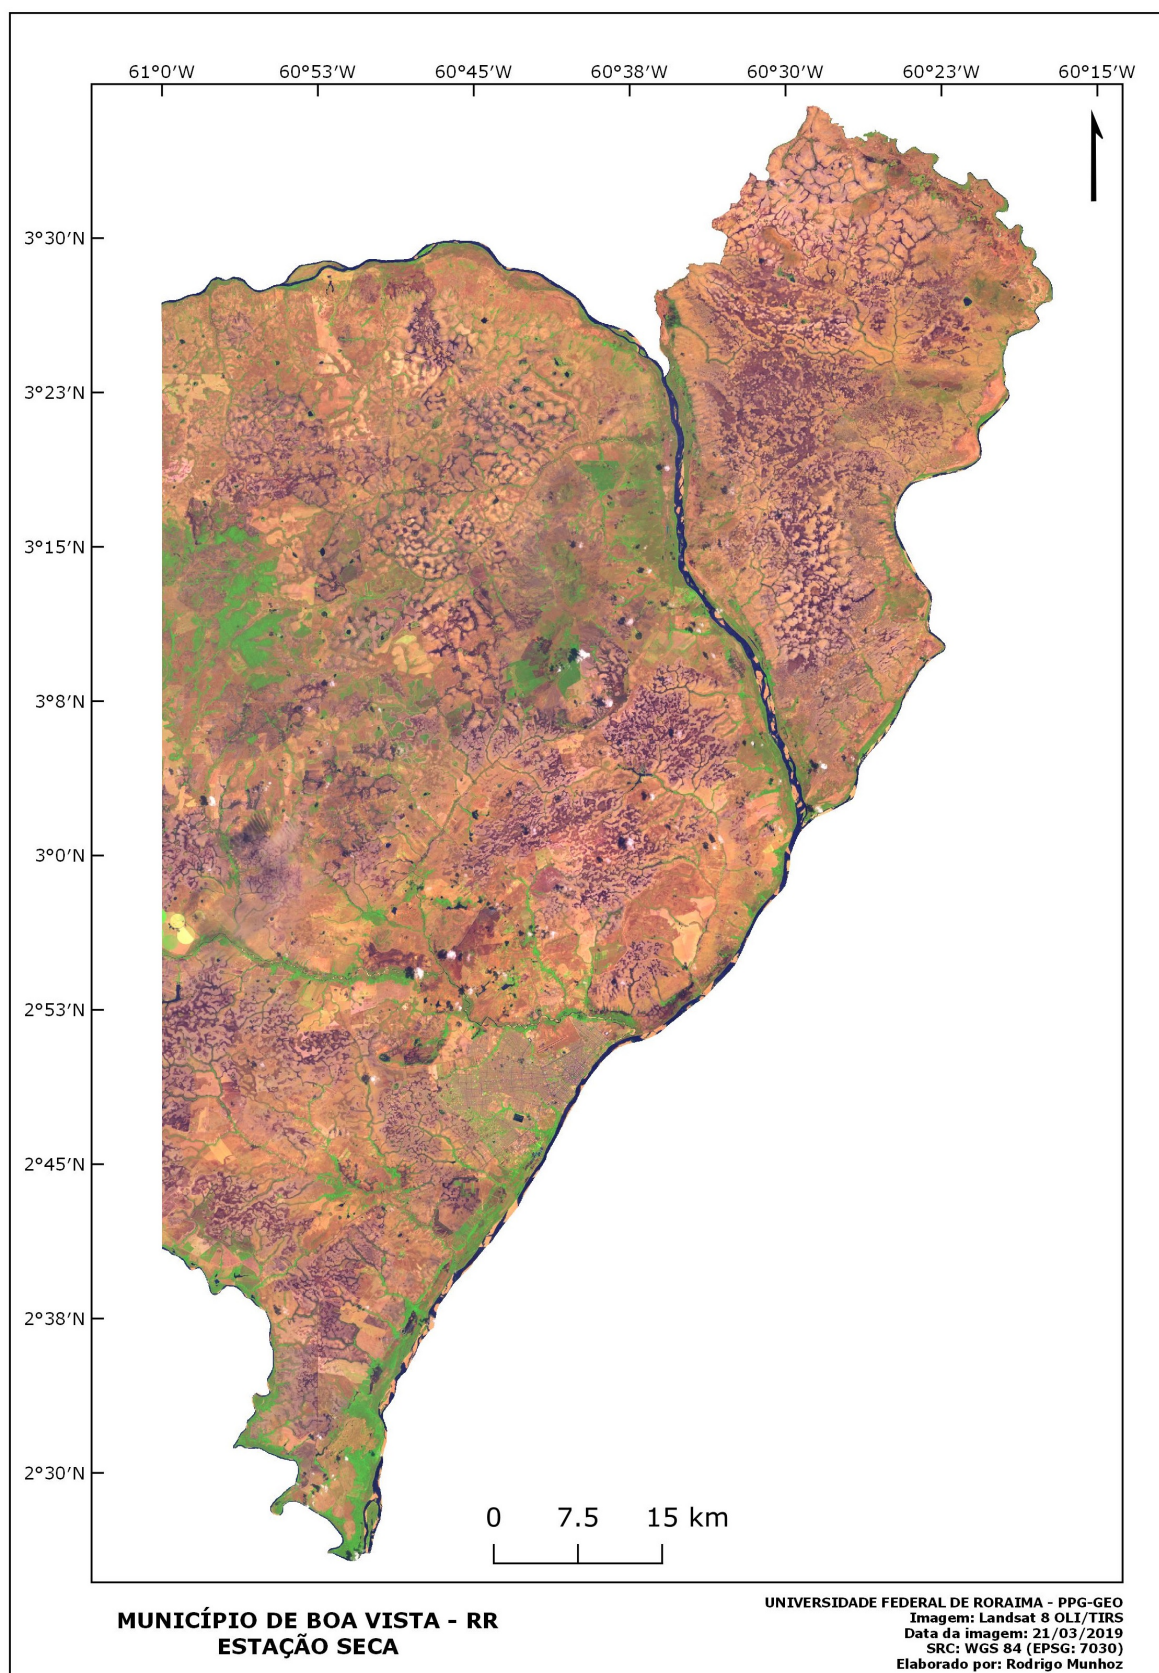 61°0′W 60°53′W 60°45′W 60°38′W 60°30′W 60°23′W 60°15′W
3°30′N
3°23′N
3°15′N
3°8′N
3°0′N
2°53′N
2°45′N
2°38′N
2°30′N
0 7.5 15 km
MUNICÍPIO DE BOA VISTA - RR
ESTAÇÃO SECA
UNIVERSIDADE FEDERAL DE RORAIMA - PPG-GEO
Imagem: Landsat 8 OLI/TIRS
Data da imagem: 21/03/2019
SRC: WGS 84 (EPSG: 7030)
Elaborado por: Rodrigo Munhoz